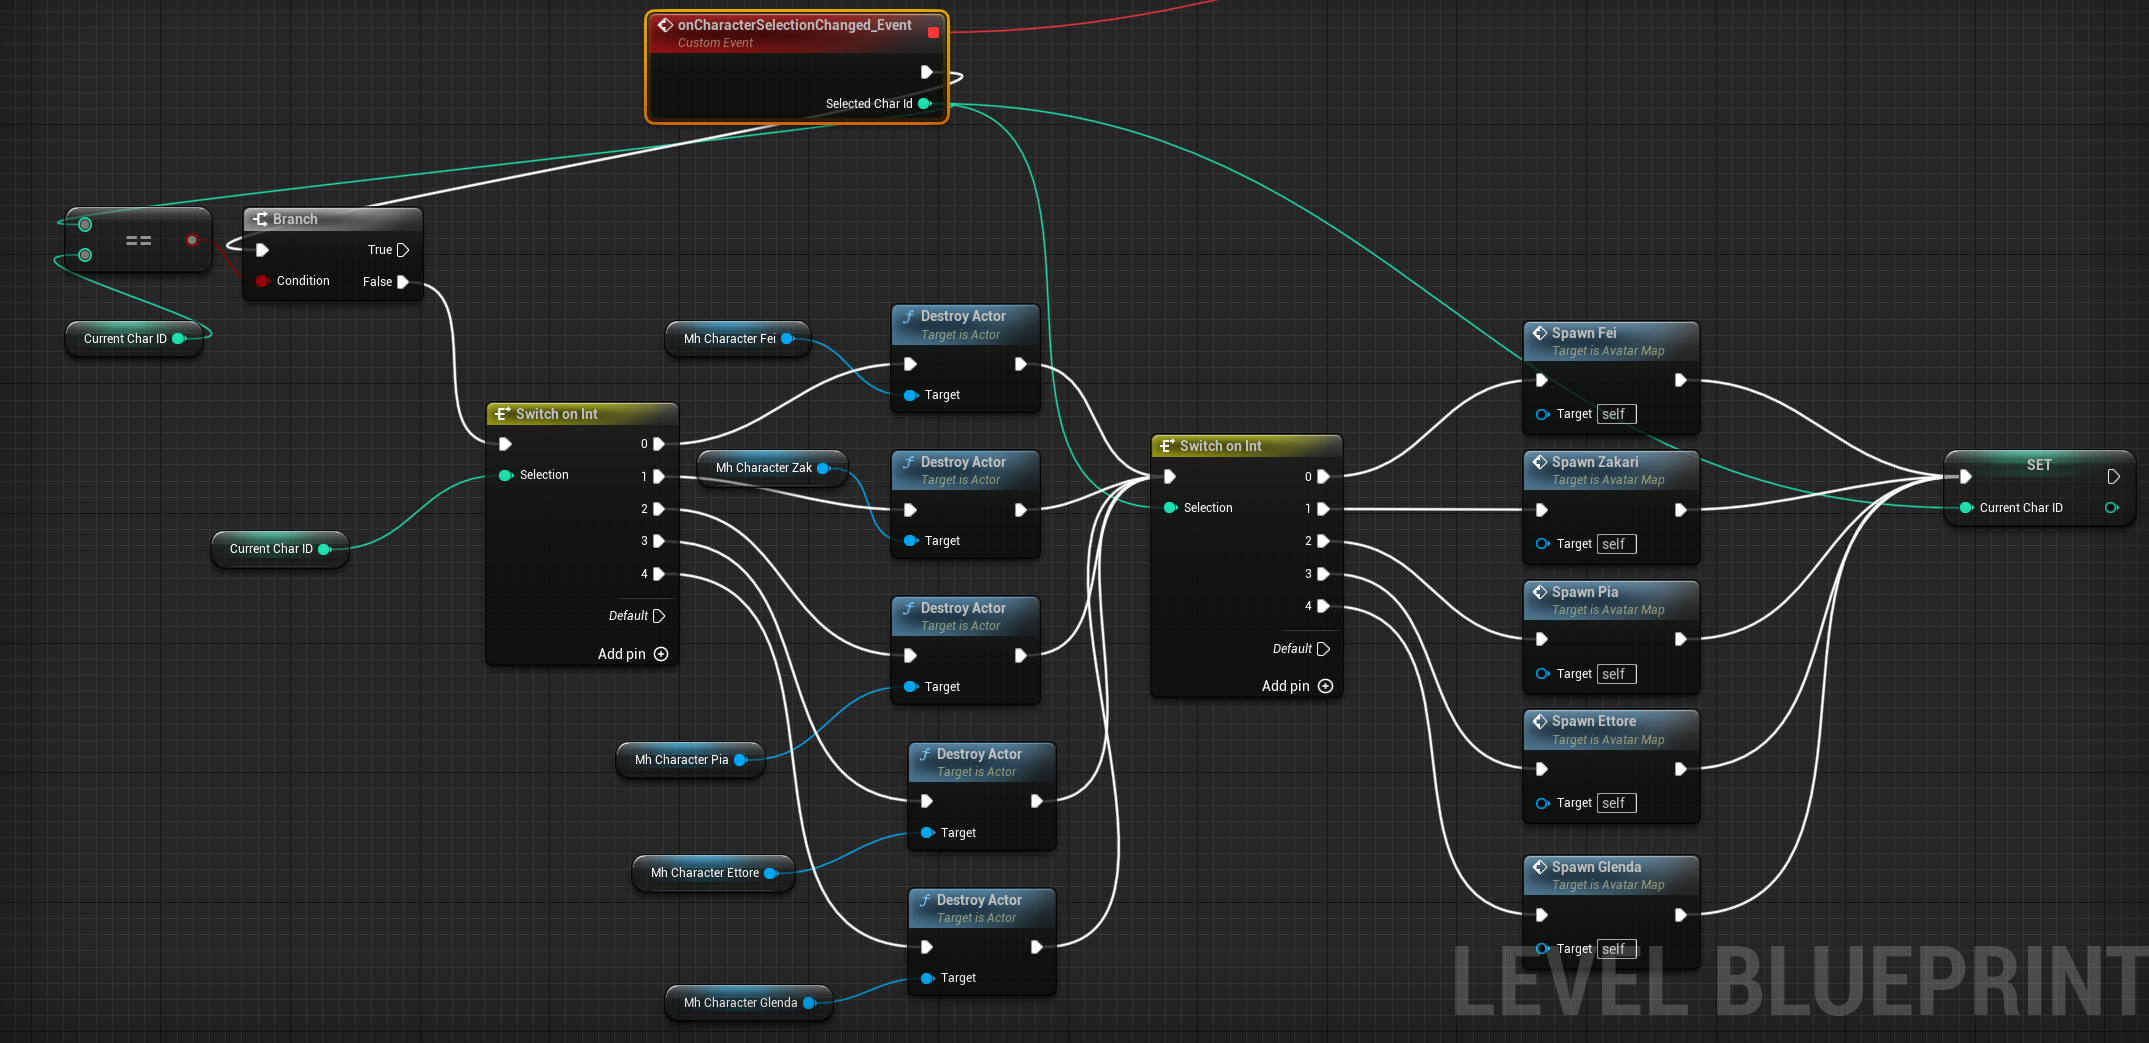 onCharacterSelectionChanged_Event
Custom Event
Selected Char Id
==
Branch
True
Condition
False
Current Char ID
Mh Character Fei
Destroy Actor
Target is Actor
Target
Switch on Int
0
Selection
1
2
3
4
Default
Add pin
Current Char ID
Mh Character Zak
Destroy Actor
Target is Actor
Target
Destroy Actor
Target is Actor
Target
Mh Character Pia
Destroy Actor
Target is Actor
Target
Mh Character Ettore
Destroy Actor
Target is Actor
Target
Mh Character Glenda
Switch on Int
0
Selection
1
2
3
4
Default
Add pin
Spawn Fei
Target is Avatar Map
Target self
Spawn Zakari
Target is Avatar Map
Target self
Spawn Pia
Target is Avatar Map
Target self
Spawn Ettore
Target is Avatar Map
Target self
Spawn Glenda
Target is Avatar Map
Target self
SET
Current Char ID
LEVEL BLUEPRINT